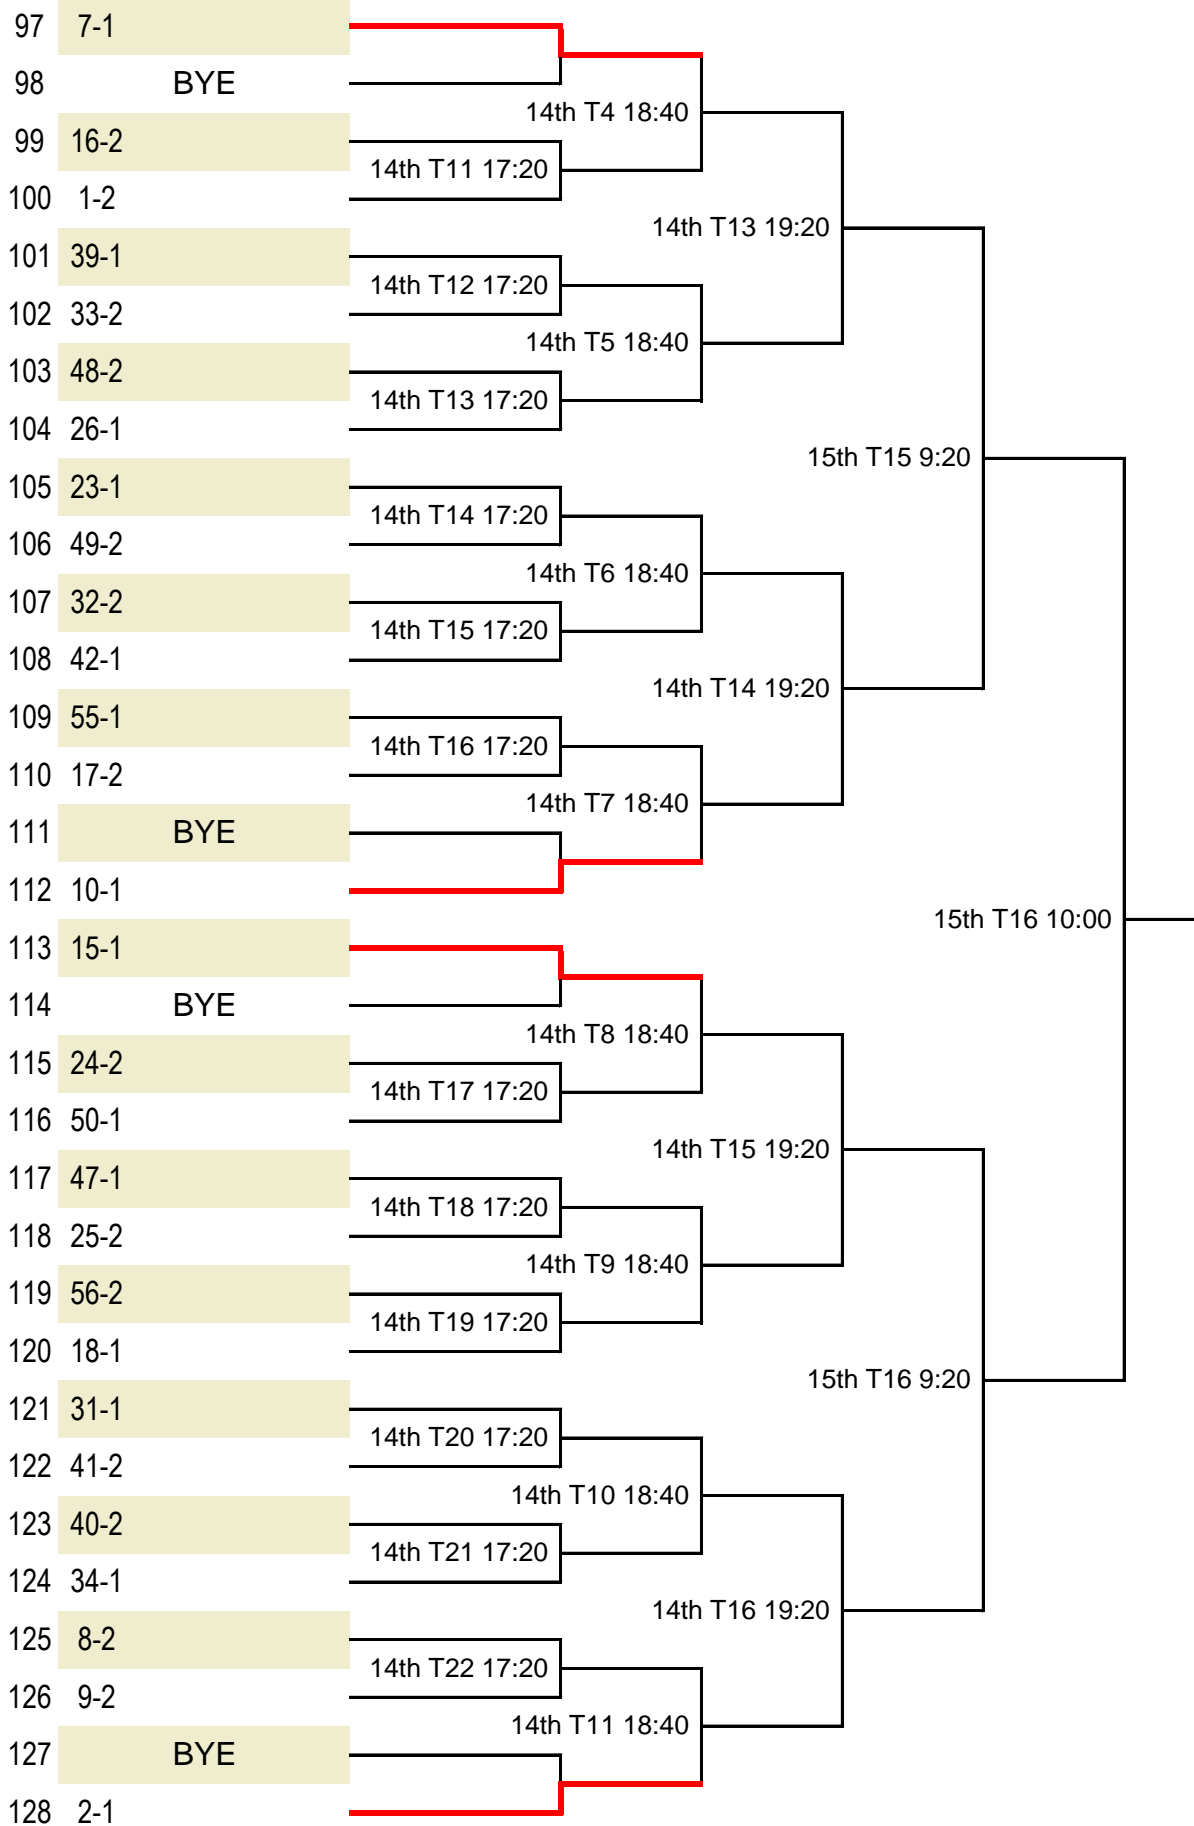 97 7-1
98 BYE
14th T4 18:40
99 16-2
14th T11 17:20
100 1-2
14th T13 19:20
101 39-1
14th T12 17:20
102 33-2
14th T5 18:40
103 48-2
14th T13 17:20
104 26-1
15th T15 9:20
105 23-1
14th T14 17:20
106 49-2
14th T6 18:40
107 32-2
14th T15 17:20
108 42-1
14th T14 19:20
109 55-1
14th T16 17:20
110 17-2
14th T7 18:40
111 BYE
112 10-1
15th T16 10:00
113 15-1
114 BYE
14th T8 18:40
115 24-2
14th T17 17:20
116 50-1
14th T15 19:20
117 47-1
14th T18 17:20
118 25-2
14th T9 18:40
119 56-2
14th T19 17:20
120 18-1
15th T16 9:20
121 31-1
14th T20 17:20
122 41-2
14th T10 18:40
123 40-2
14th T21 17:20
124 34-1
14th T16 19:20
125 8-2
14th T22 17:20
126 9-2
14th T11 18:40
127 BYE
128 2-1